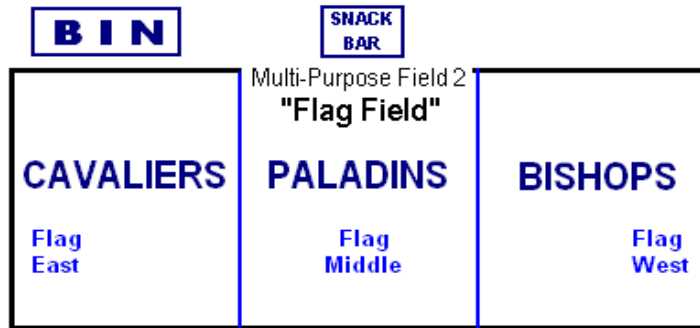 BIN
SNACK
BAR
Multi-Purpose Field 2
"Flag Field"
CAVALIERS
PALADINS
BISHOPS
Flag
East
Flag
Middle
Flag
West